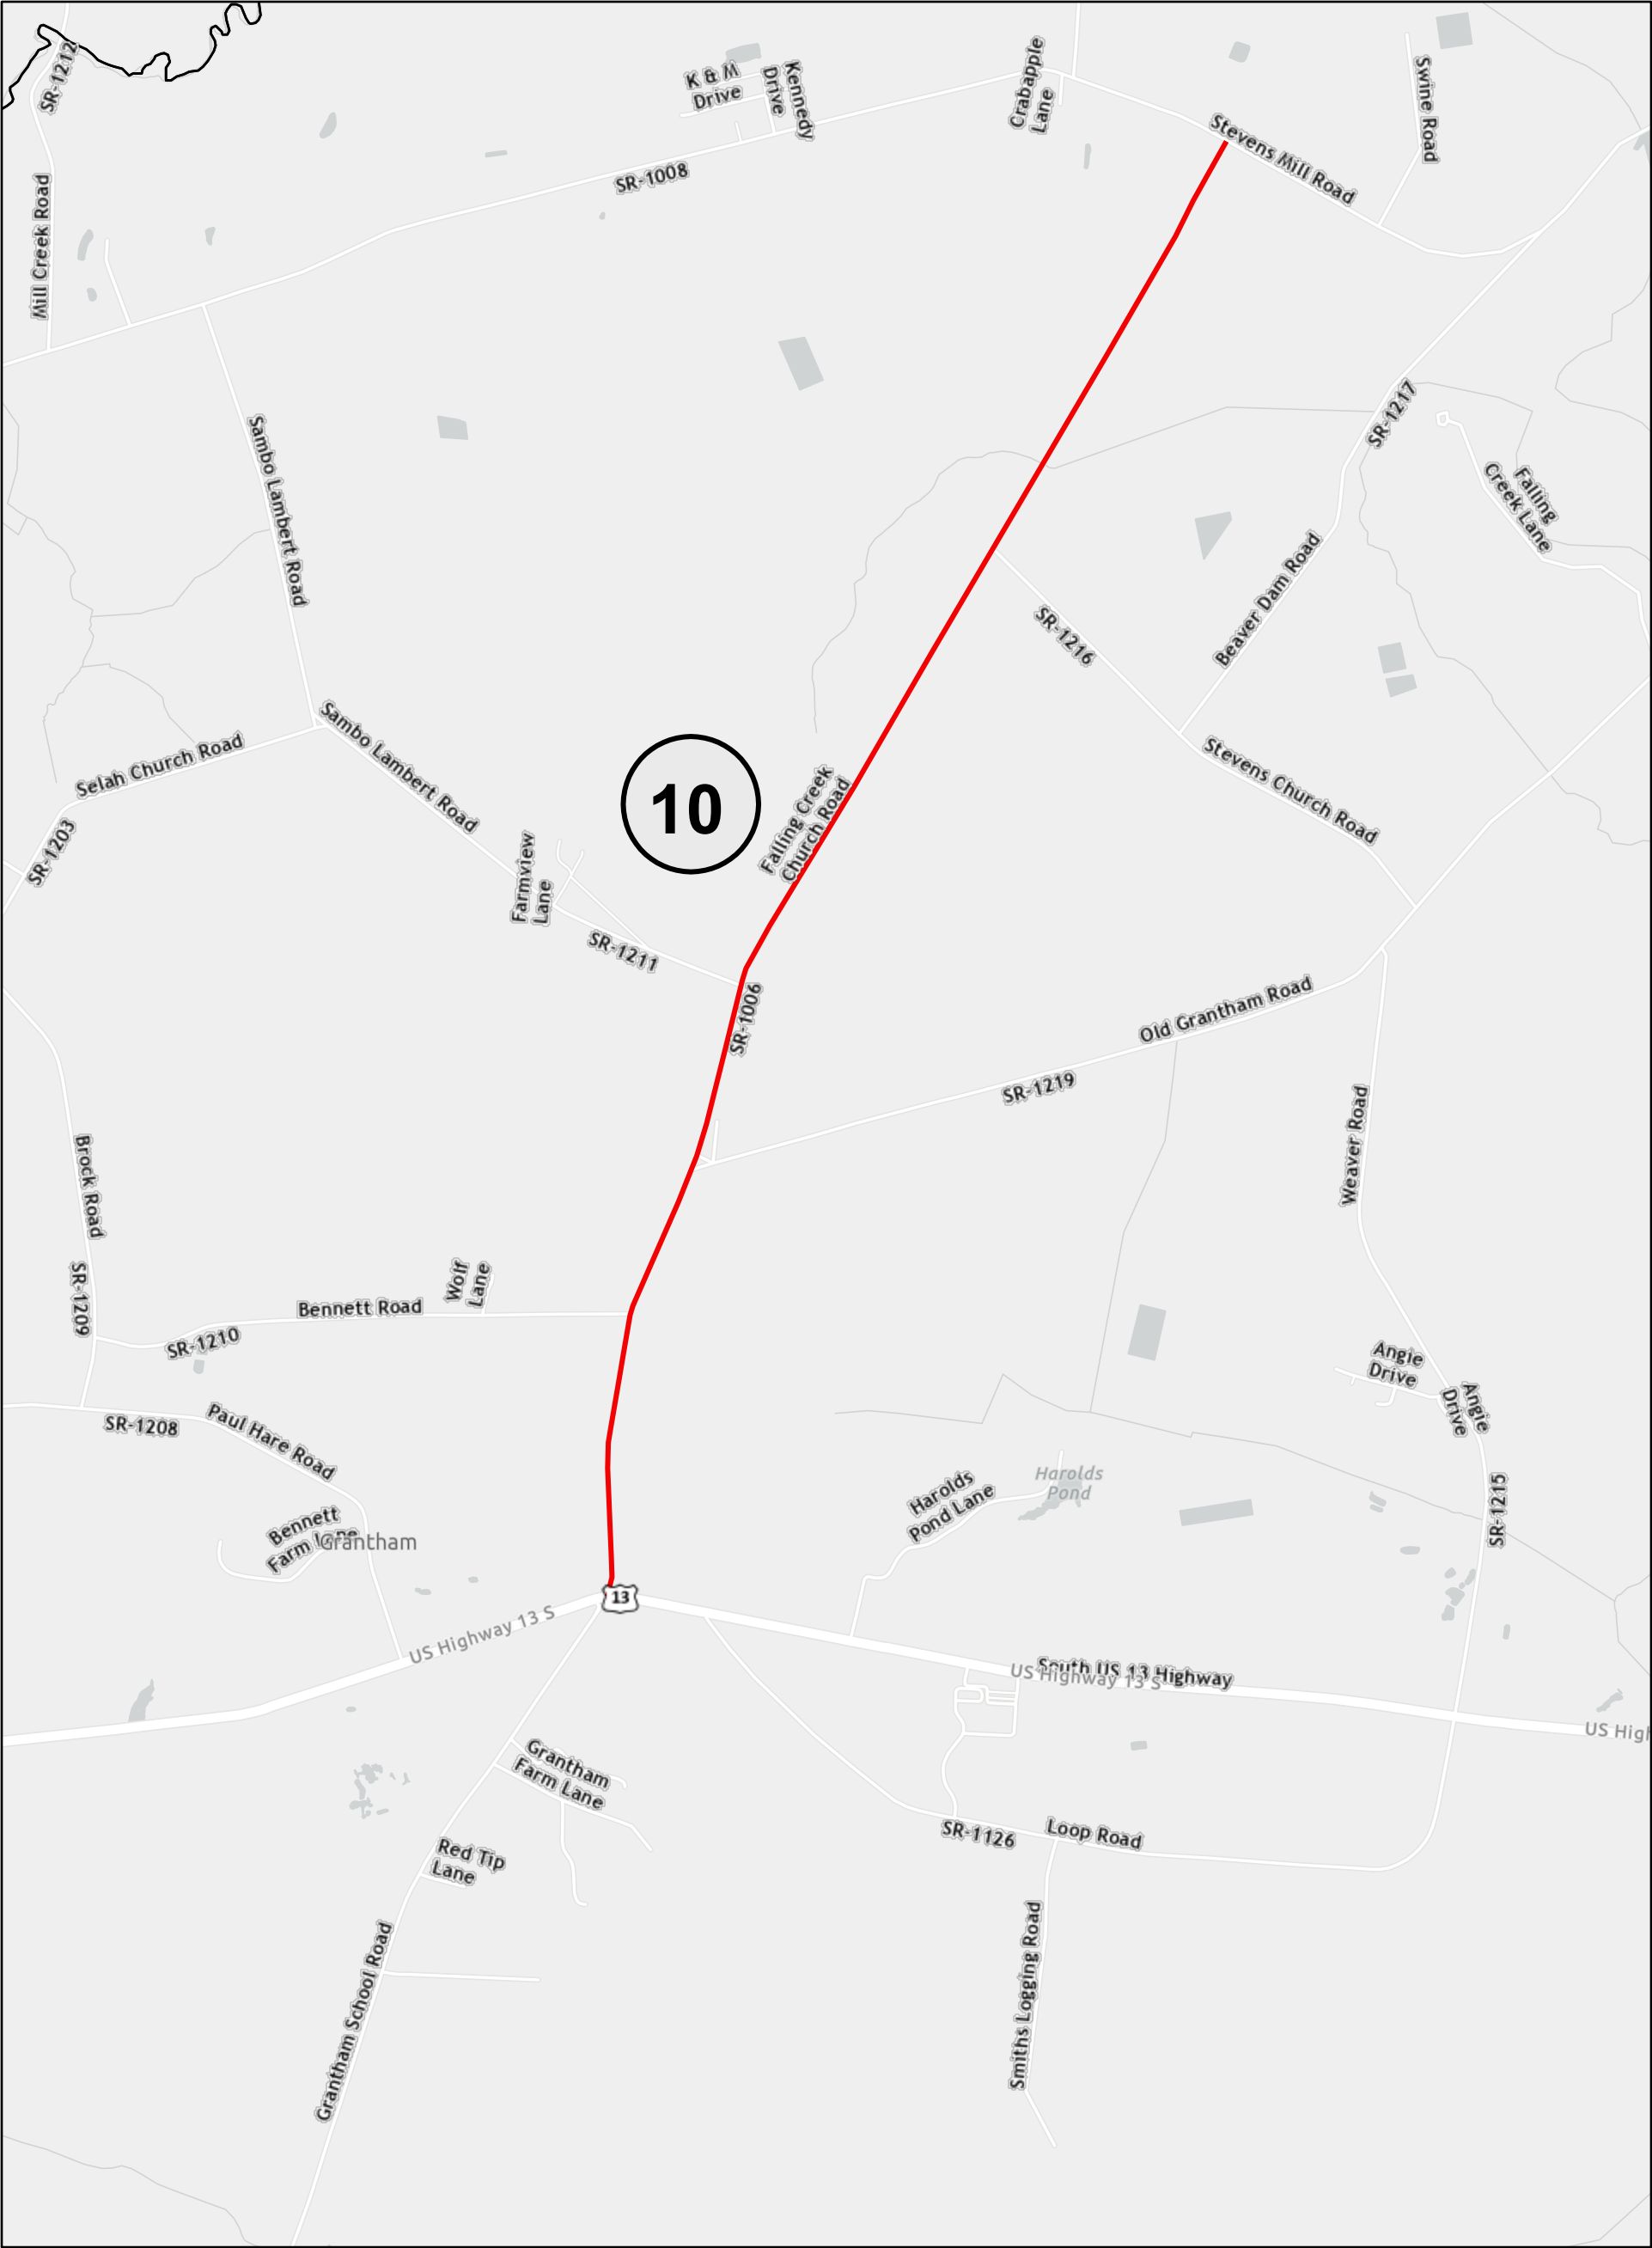 SR-1212
K & M
Drive
Kennedy
Drive
Crabapple
Lane
Swine Road
Stevens Mill Road
SR-1008
Mill Creek Road
SR-1217
Sambo Lambert Road
Falling
Creek Lane
Beaver Dam Road
SR-1216
Sambo Lambert Road
Selah Church Road
Stevens Church Road
10
Falling Creek
Church Road
SR-1203
Farmview
Lane
SR-1211
SR-1006
Old Grantham Road
SR-1219
Weaver Road
Brock Road
SR-1209
Wolf
Lane
Bennett Road
SR-1210
Angie
Drive
Angie
Drive
SR-1208
Paul Hare Road
Harolds
Pond
Harolds
Pond Lane
SR-1215
Bennett
Farm Lane
Grantham
13
US Highway 13 S
South US 13 Highway
US Highway 13 S
US High
Grantham
Farm Lane
SR-1126
Loop Road
Red Tip
Lane
Smiths Logging Road
Grantham School Road